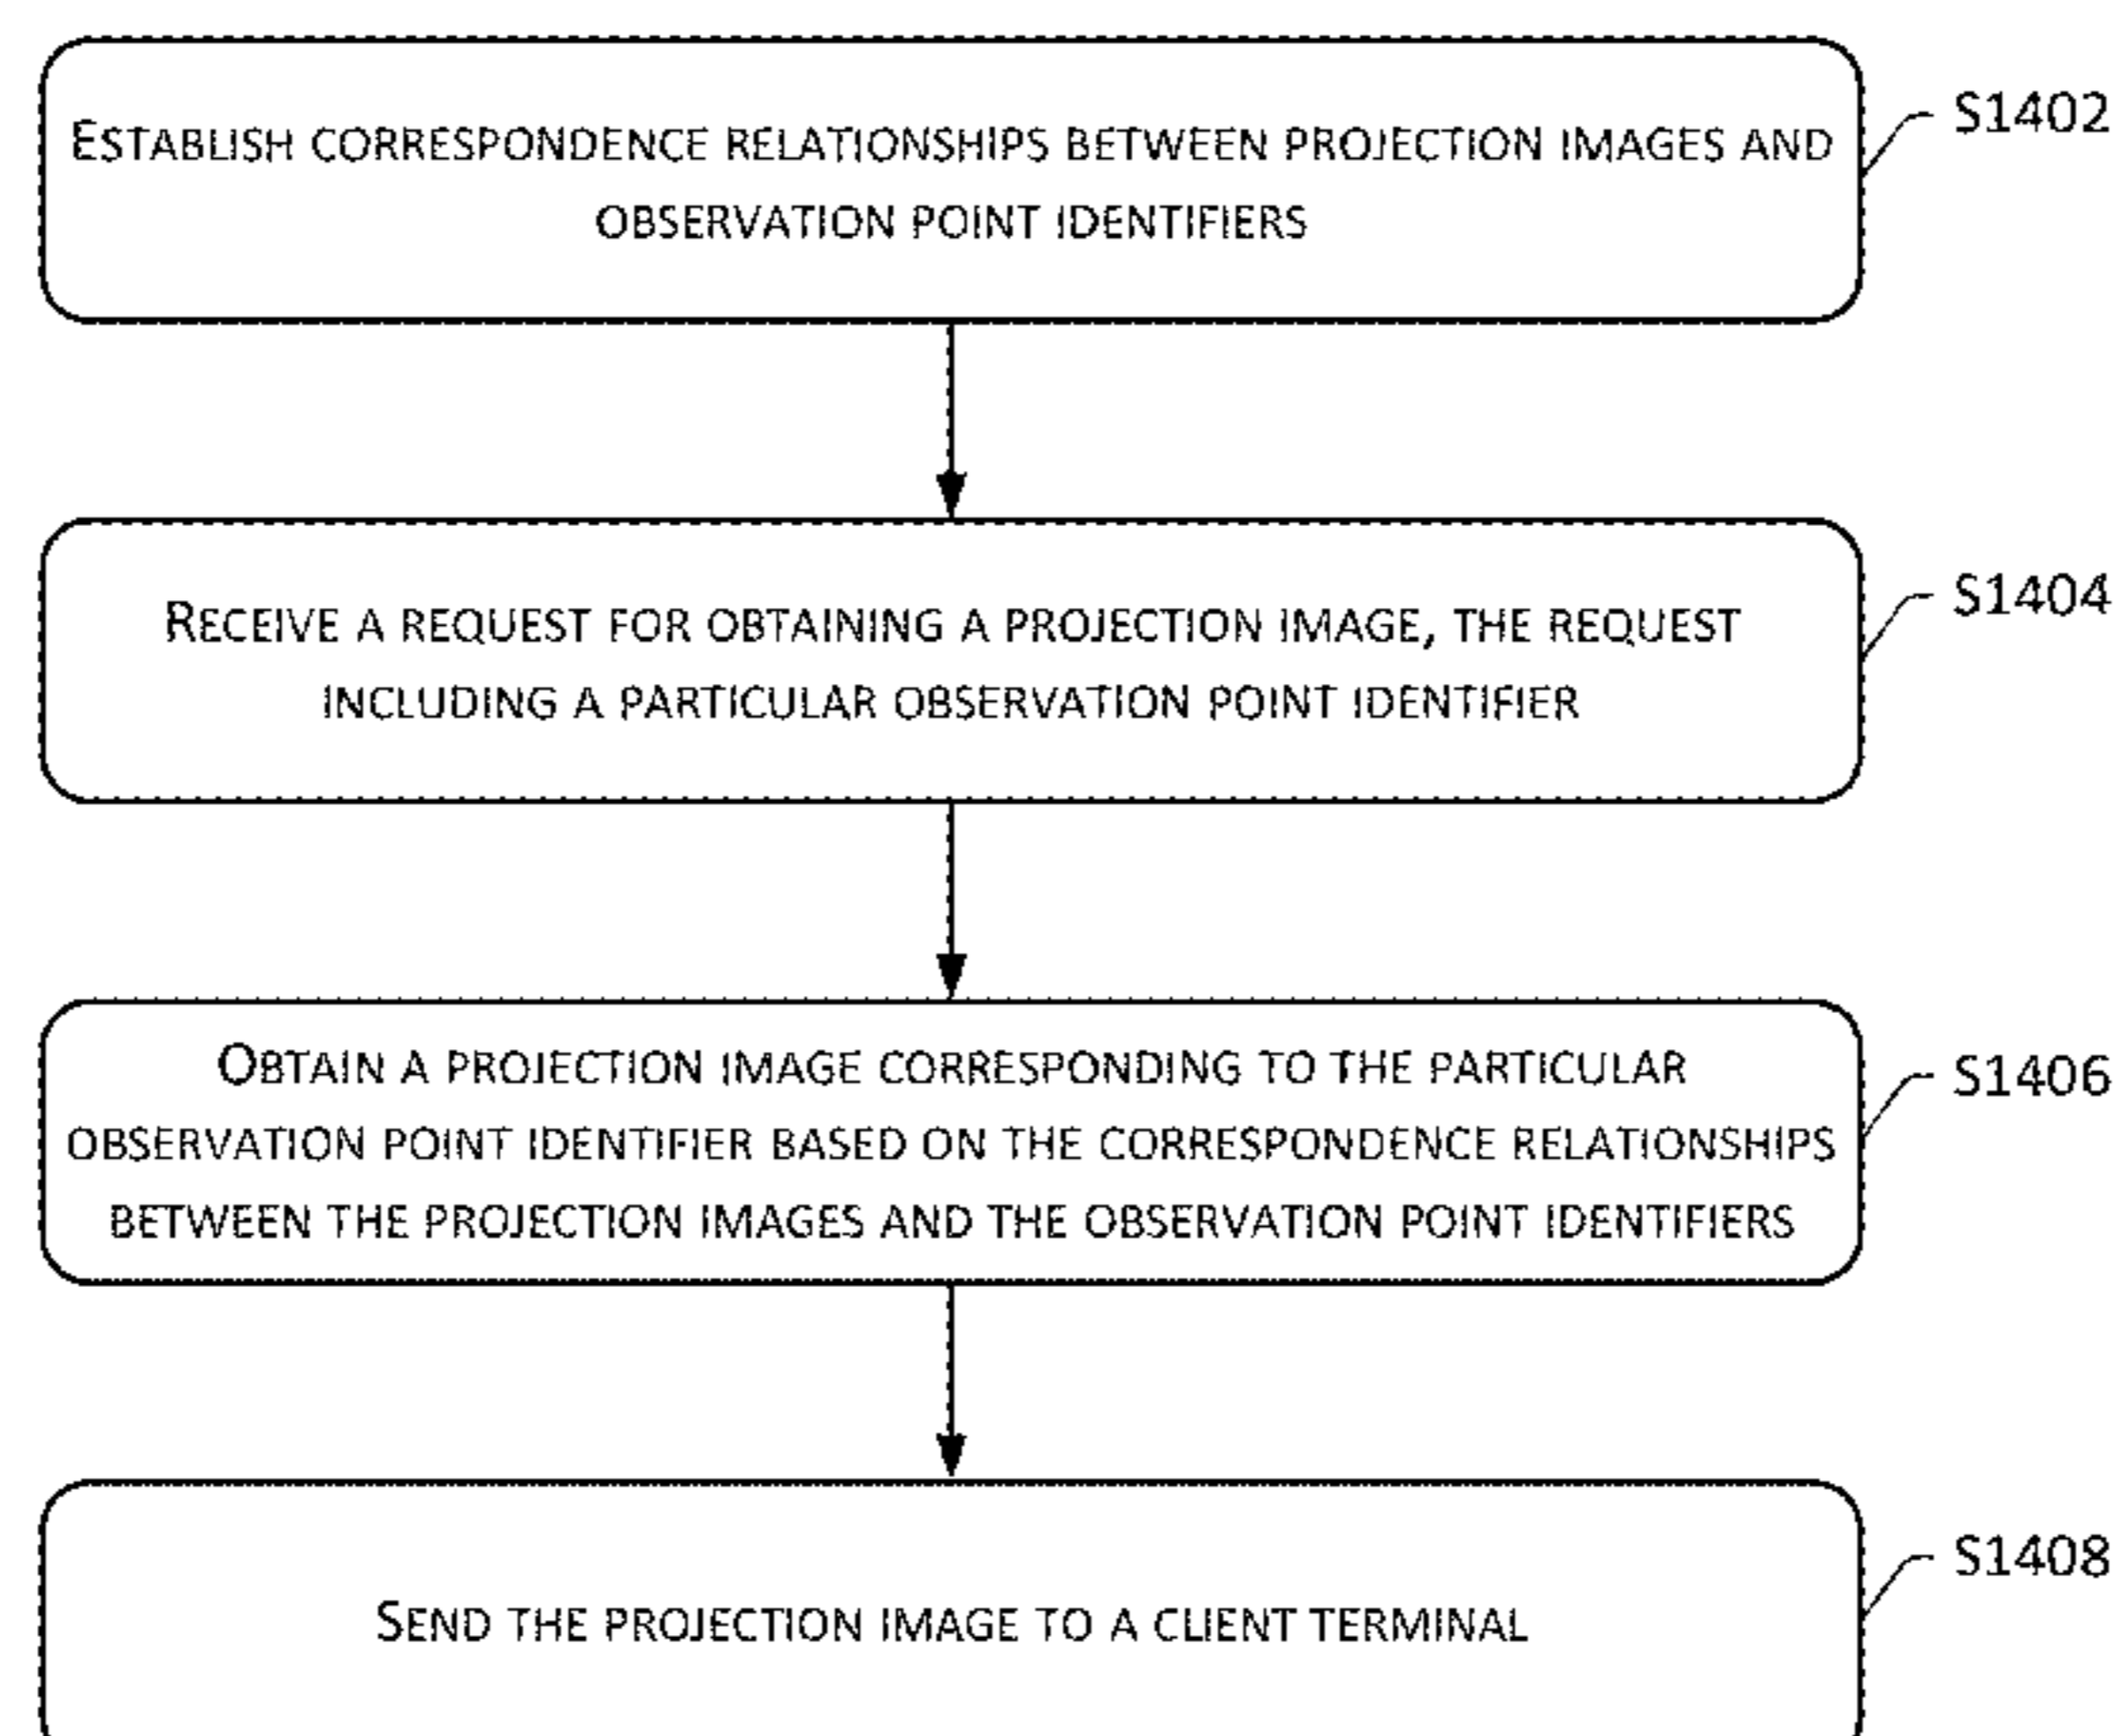 ESTABLISH CORRESPONDENCE RELATIONSHIPS BETWEEN PROJECTION IMAGES AND
OBSERVATION POINT IDENTIFIERS
S1402
RECEIVE A REQUEST FOR OBTAINING A PROJECTION IMAGE, THE REQUEST
INCLUDING A PARTICULAR OBSERVATION POINT IDENTIFIER
S1404
OBTAIN A PROJECTION IMAGE CORRESPONDING TO THE PARTICULAR
OBSERVATION POINT IDENTIFIER BASED ON THE CORRESPONDENCE RELATIONSHIPS
BETWEEN THE PROJECTION IMAGES AND THE OBSERVATION POINT IDENTIFIERS
S1406
SEND THE PROJECTION IMAGE TO A CLIENT TERMINAL
S1408